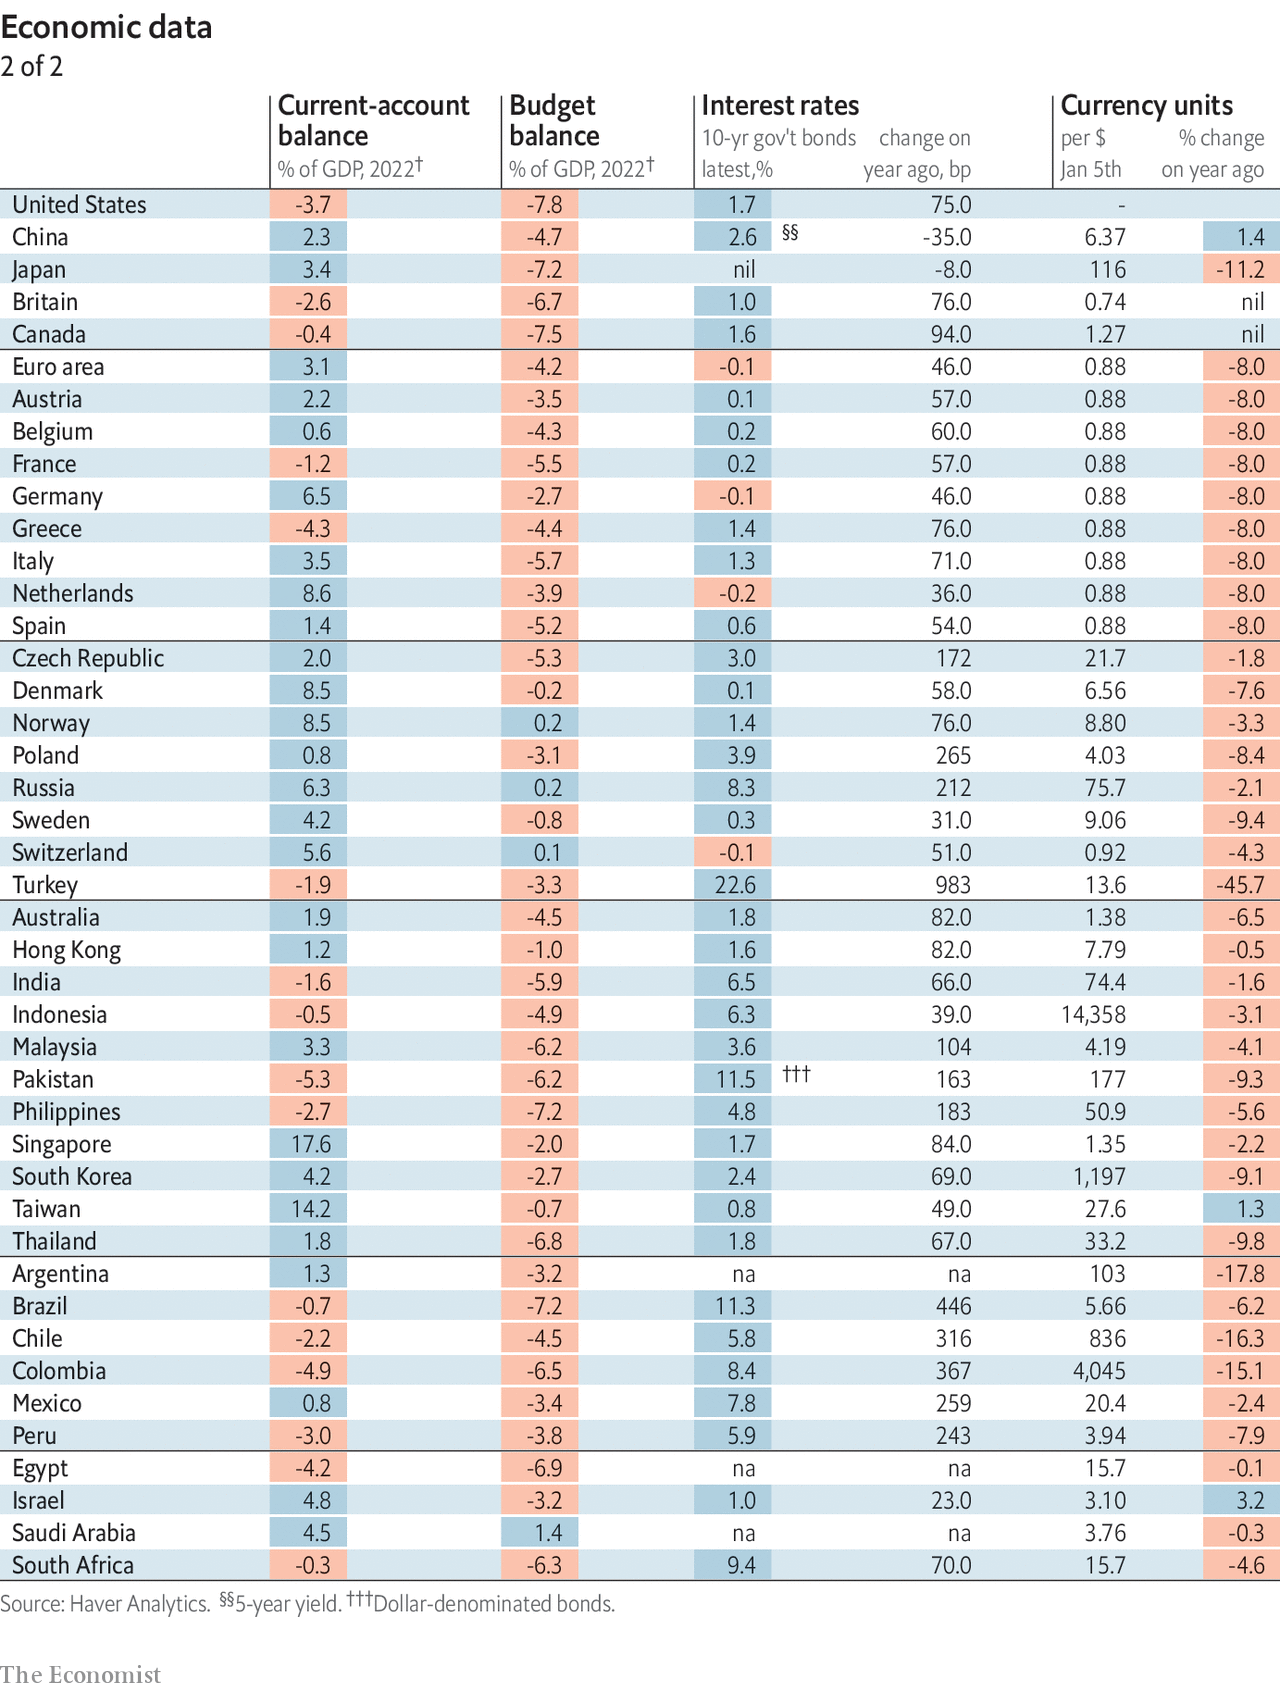 Economic data
2 of 2
Current-account balance Budget balance Interest rates Currency units
% of GDP, 2022† % of GDP, 2022† 10-yr gov't bonds latest,% change on year ago, bp per $ Jan 5th % change on year ago
United States -3.7 -7.8 1.7 75.0 -
China 2.3 -4.7 2.6 §§ -35.0 6.37 1.4
Japan 3.4 -7.2 nil -8.0 116 -11.2
Britain -2.6 -6.7 1.0 76.0 0.74 nil
Canada -0.4 -7.5 1.6 94.0 1.27 nil
Euro area 3.1 -4.2 -0.1 46.0 0.88 -8.0
Austria 2.2 -3.5 0.1 57.0 0.88 -8.0
Belgium 0.6 -4.3 0.2 60.0 0.88 -8.0
France -1.2 -5.5 0.2 57.0 0.88 -8.0
Germany 6.5 -2.7 -0.1 46.0 0.88 -8.0
Greece -4.3 -4.4 1.4 76.0 0.88 -8.0
Italy 3.5 -5.7 1.3 71.0 0.88 -8.0
Netherlands 8.6 -3.9 -0.2 36.0 0.88 -8.0
Spain 1.4 -5.2 0.6 54.0 0.88 -8.0
Czech Republic 2.0 -5.3 3.0 172 21.7 -1.8
Denmark 8.5 -0.2 0.1 58.0 6.56 -7.6
Norway 8.5 0.2 1.4 76.0 8.80 -3.3
Poland 0.8 -3.1 3.9 265 4.03 -8.4
Russia 6.3 0.2 8.3 212 75.7 -2.1
Sweden 4.2 -0.8 0.3 31.0 9.06 -9.4
Switzerland 5.6 0.1 -0.1 51.0 0.92 -4.3
Turkey -1.9 -3.3 22.6 983 13.6 -45.7
Australia 1.9 -4.5 1.8 82.0 1.38 -6.5
Hong Kong 1.2 -1.0 1.6 82.0 7.79 -0.5
India -1.6 -5.9 6.5 66.0 74.4 -1.6
Indonesia -0.5 -4.9 6.3 39.0 14,358 -3.1
Malaysia 3.3 -6.2 3.6 104 4.19 -4.1
Pakistan -5.3 -6.2 11.5 ††† 163 177 -9.3
Philippines -2.7 -7.2 4.8 183 50.9 -5.6
Singapore 17.6 -2.0 1.7 84.0 1.35 -2.2
South Korea 4.2 -2.7 2.4 69.0 1,197 -9.1
Taiwan 14.2 -0.7 0.8 49.0 27.6 1.3
Thailand 1.8 -6.8 1.8 67.0 33.2 -9.8
Argentina 1.3 -3.2 na na 103 -17.8
Brazil -0.7 -7.2 11.3 446 5.66 -6.2
Chile -2.2 -4.5 5.8 316 836 -16.3
Colombia -4.9 -6.5 8.4 367 4,045 -15.1
Mexico 0.8 -3.4 7.8 259 20.4 -2.4
Peru -3.0 -3.8 5.9 243 3.94 -7.9
Egypt -4.2 -6.9 na na 15.7 -0.1
Israel 4.8 -3.2 1.0 23.0 3.10 3.2
Saudi Arabia 4.5 1.4 na na 3.76 -0.3
South Africa -0.3 -6.3 9.4 70.0 15.7 -4.6
Source: Haver Analytics. §§5-year yield. †††Dollar-denominated bonds.
The Economist